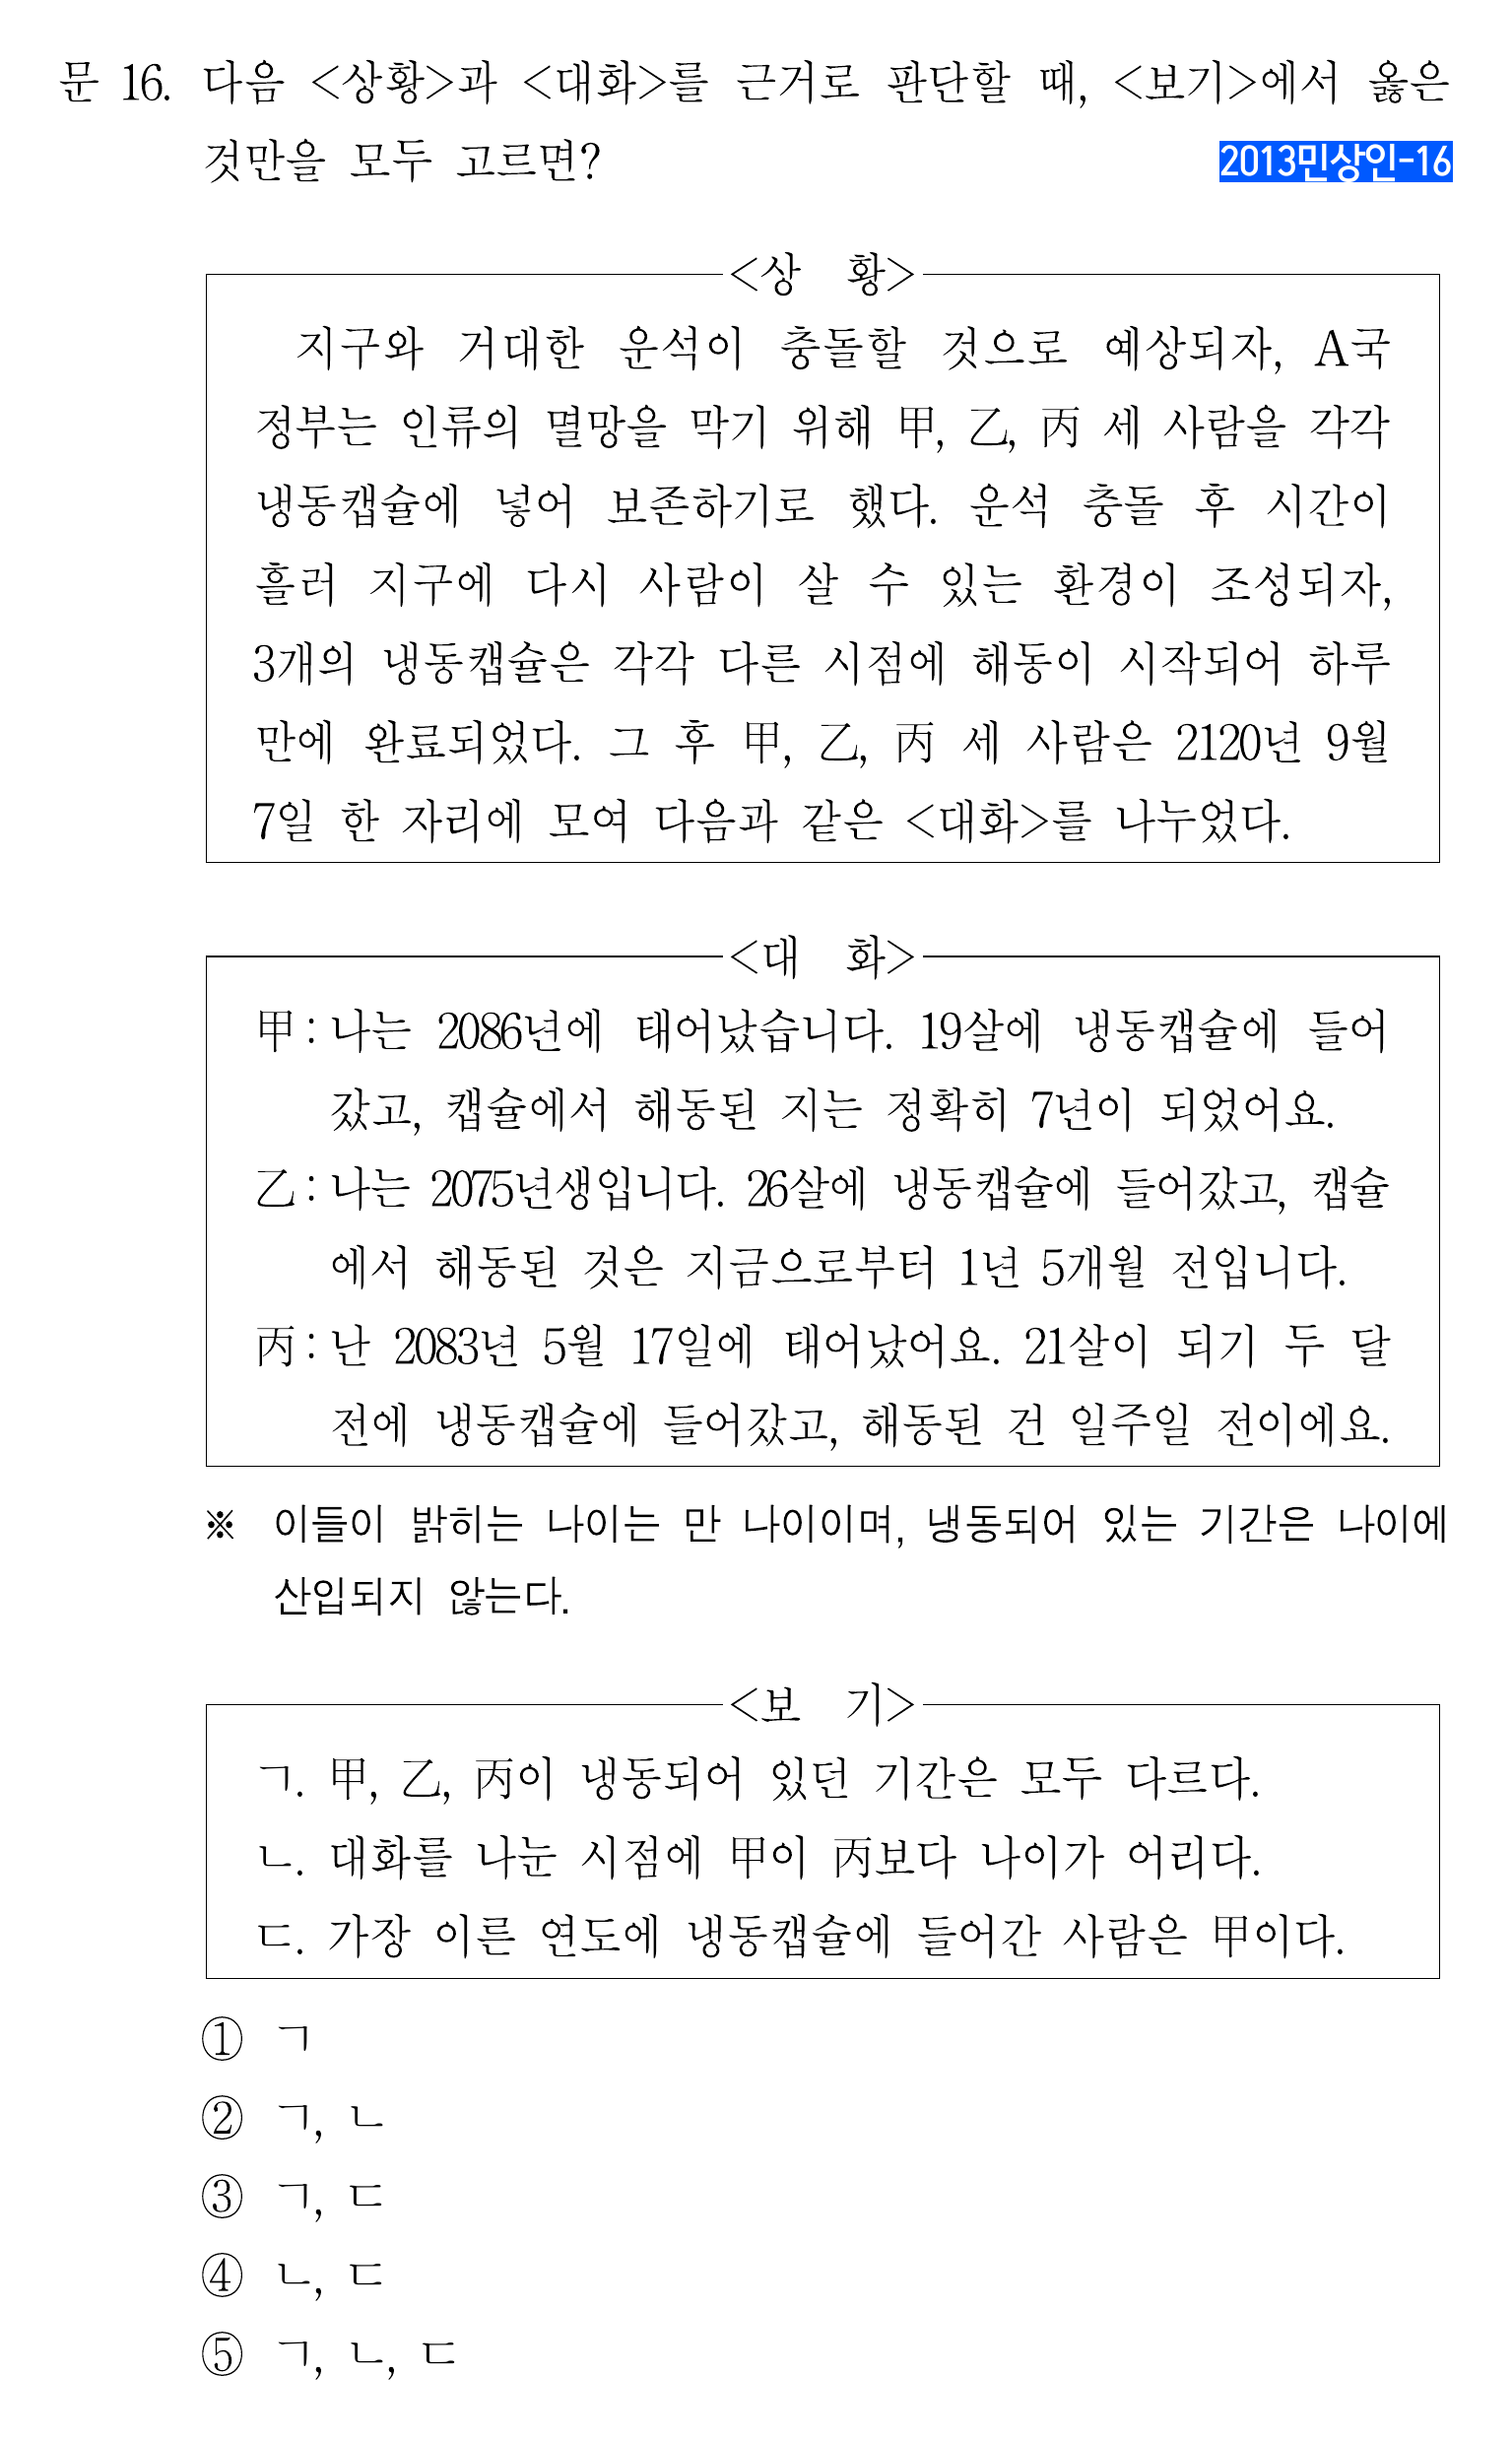 문 16. 다음 <상황>과 <대화>를 근거로 판단할 때, <보기>에서 옳은
것만을 모두 고르면?
2013민상인-16
<상 황>
지구와 거대한 운석이 충돌할 것으로 예상되자, A국
정부는 인류의 멸망을 막기 위해 甲, 乙, 丙 세 사람을 각각
냉동캡슐에 넣어 보존하기로 했다. 운석 충돌 후 시간이
흘러 지구에 다시 사람이 살 수 있는 환경이 조성되자,
3개의 냉동캡슐은 각각 다른 시점에 해동이 시작되어 하루
만에 완료되었다. 그 후 甲, 乙, 丙 세 사람은 2120년 9월
7일 한 자리에 모여 다음과 같은 <대화>를 나누었다.
<대 화>
甲: 나는 2086년에 태어났습니다. 19살에 냉동캡슐에 들어
갔고, 캡슐에서 해동된 지는 정확히 7년이 되었어요.
乙: 나는 2075년생입니다. 26살에 냉동캡슐에 들어갔고, 캡슐
에서 해동된 것은 지금으로부터 1년 5개월 전입니다.
丙: 난 2083년 5월 17일에 태어났어요. 21살이 되기 두 달
전에 냉동캡슐에 들어갔고, 해동된 건 일주일 전이에요.
※ 이들이 밝히는 나이는 만 나이이며, 냉동되어 있는 기간은 나이에
산입되지 않는다.
<보 기>
ㄱ. 甲, 乙, 丙이 냉동되어 있던 기간은 모두 다르다.
ㄴ. 대화를 나눈 시점에 甲이 丙보다 나이가 어리다.
ㄷ. 가장 이른 연도에 냉동캡슐에 들어간 사람은 甲이다.
① ㄱ
② ㄱ, ㄴ
③ ㄱ, ㄷ
④ ㄴ, ㄷ
⑤ ㄱ, ㄴ, ㄷ